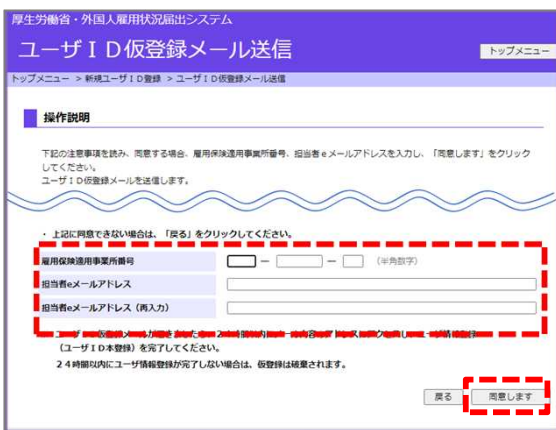 厚生労働省・外国人雇用状況届出システム
ユーザＩＤ仮登録メール送信
トップメニュー
トップメニュー ＞新規ユーザＩＤ登録 ＞ユーザＩＤ仮登録メール送信
操作説明
下記の注意事項を読み、同意する場合、雇用保険適用事業所番号、担当者ｅメールアドレスを入力し、「同意します」をクリック
してください。
ユーザＩＤ仮登録メールを送信します。
・ 上記に同意できない場合は、「戻る」をクリックしてください。
雇用保険適用事業所番号 － － （半角数字）
担当者eメールアドレス
担当者eメールアドレス（再入力）
（ユーザＩＤ本登録）を完了してください。
２４時間以内にユーザ情報登録が完了しない場合は、仮登録は破棄されます。
戻る 同意します